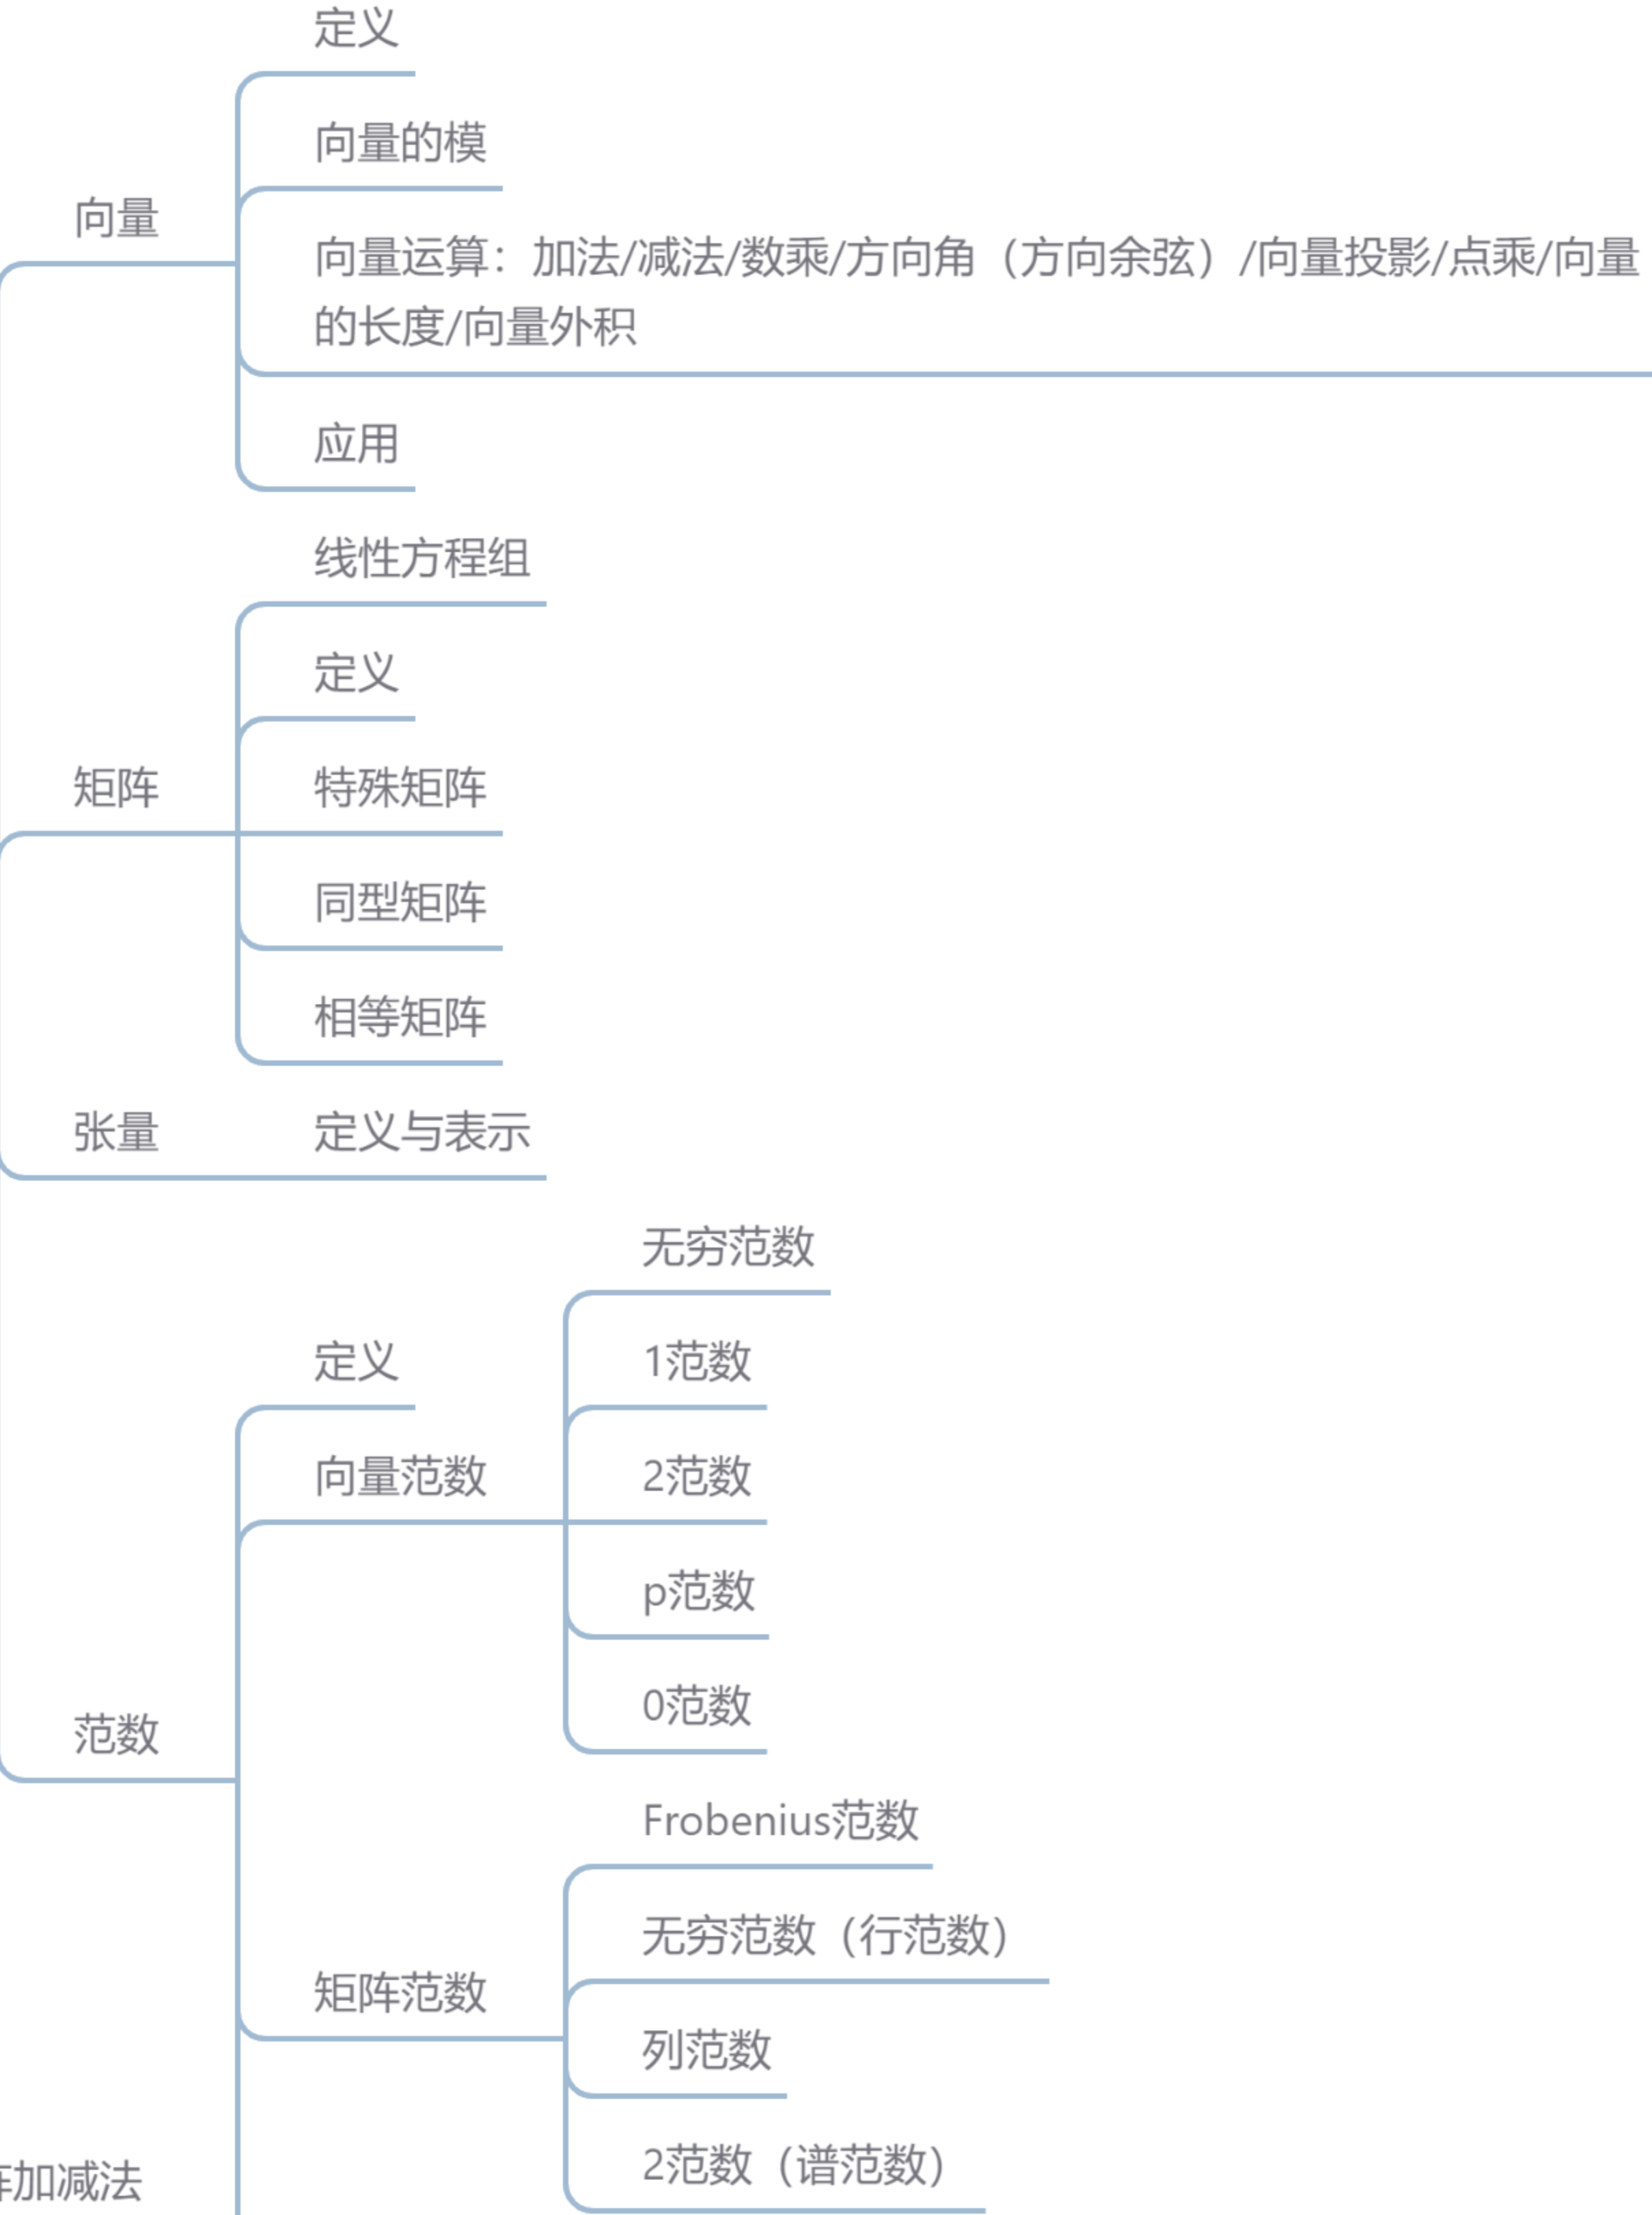 定义
向量的模
向量
向量运算：加法/减法/数乘/方向角（方向余弦）/向量投影/点乘/向量
的长度/向量外积
应用
线性方程组
定义
矩阵
特殊矩阵
同型矩阵
相等矩阵
张量
定义与表示
无穷范数
定义
1范数
向量范数
2范数
p范数
0范数
范数
Frobenius范数
无穷范数（行范数）
矩阵范数
列范数
2范数（谱范数）
加减法